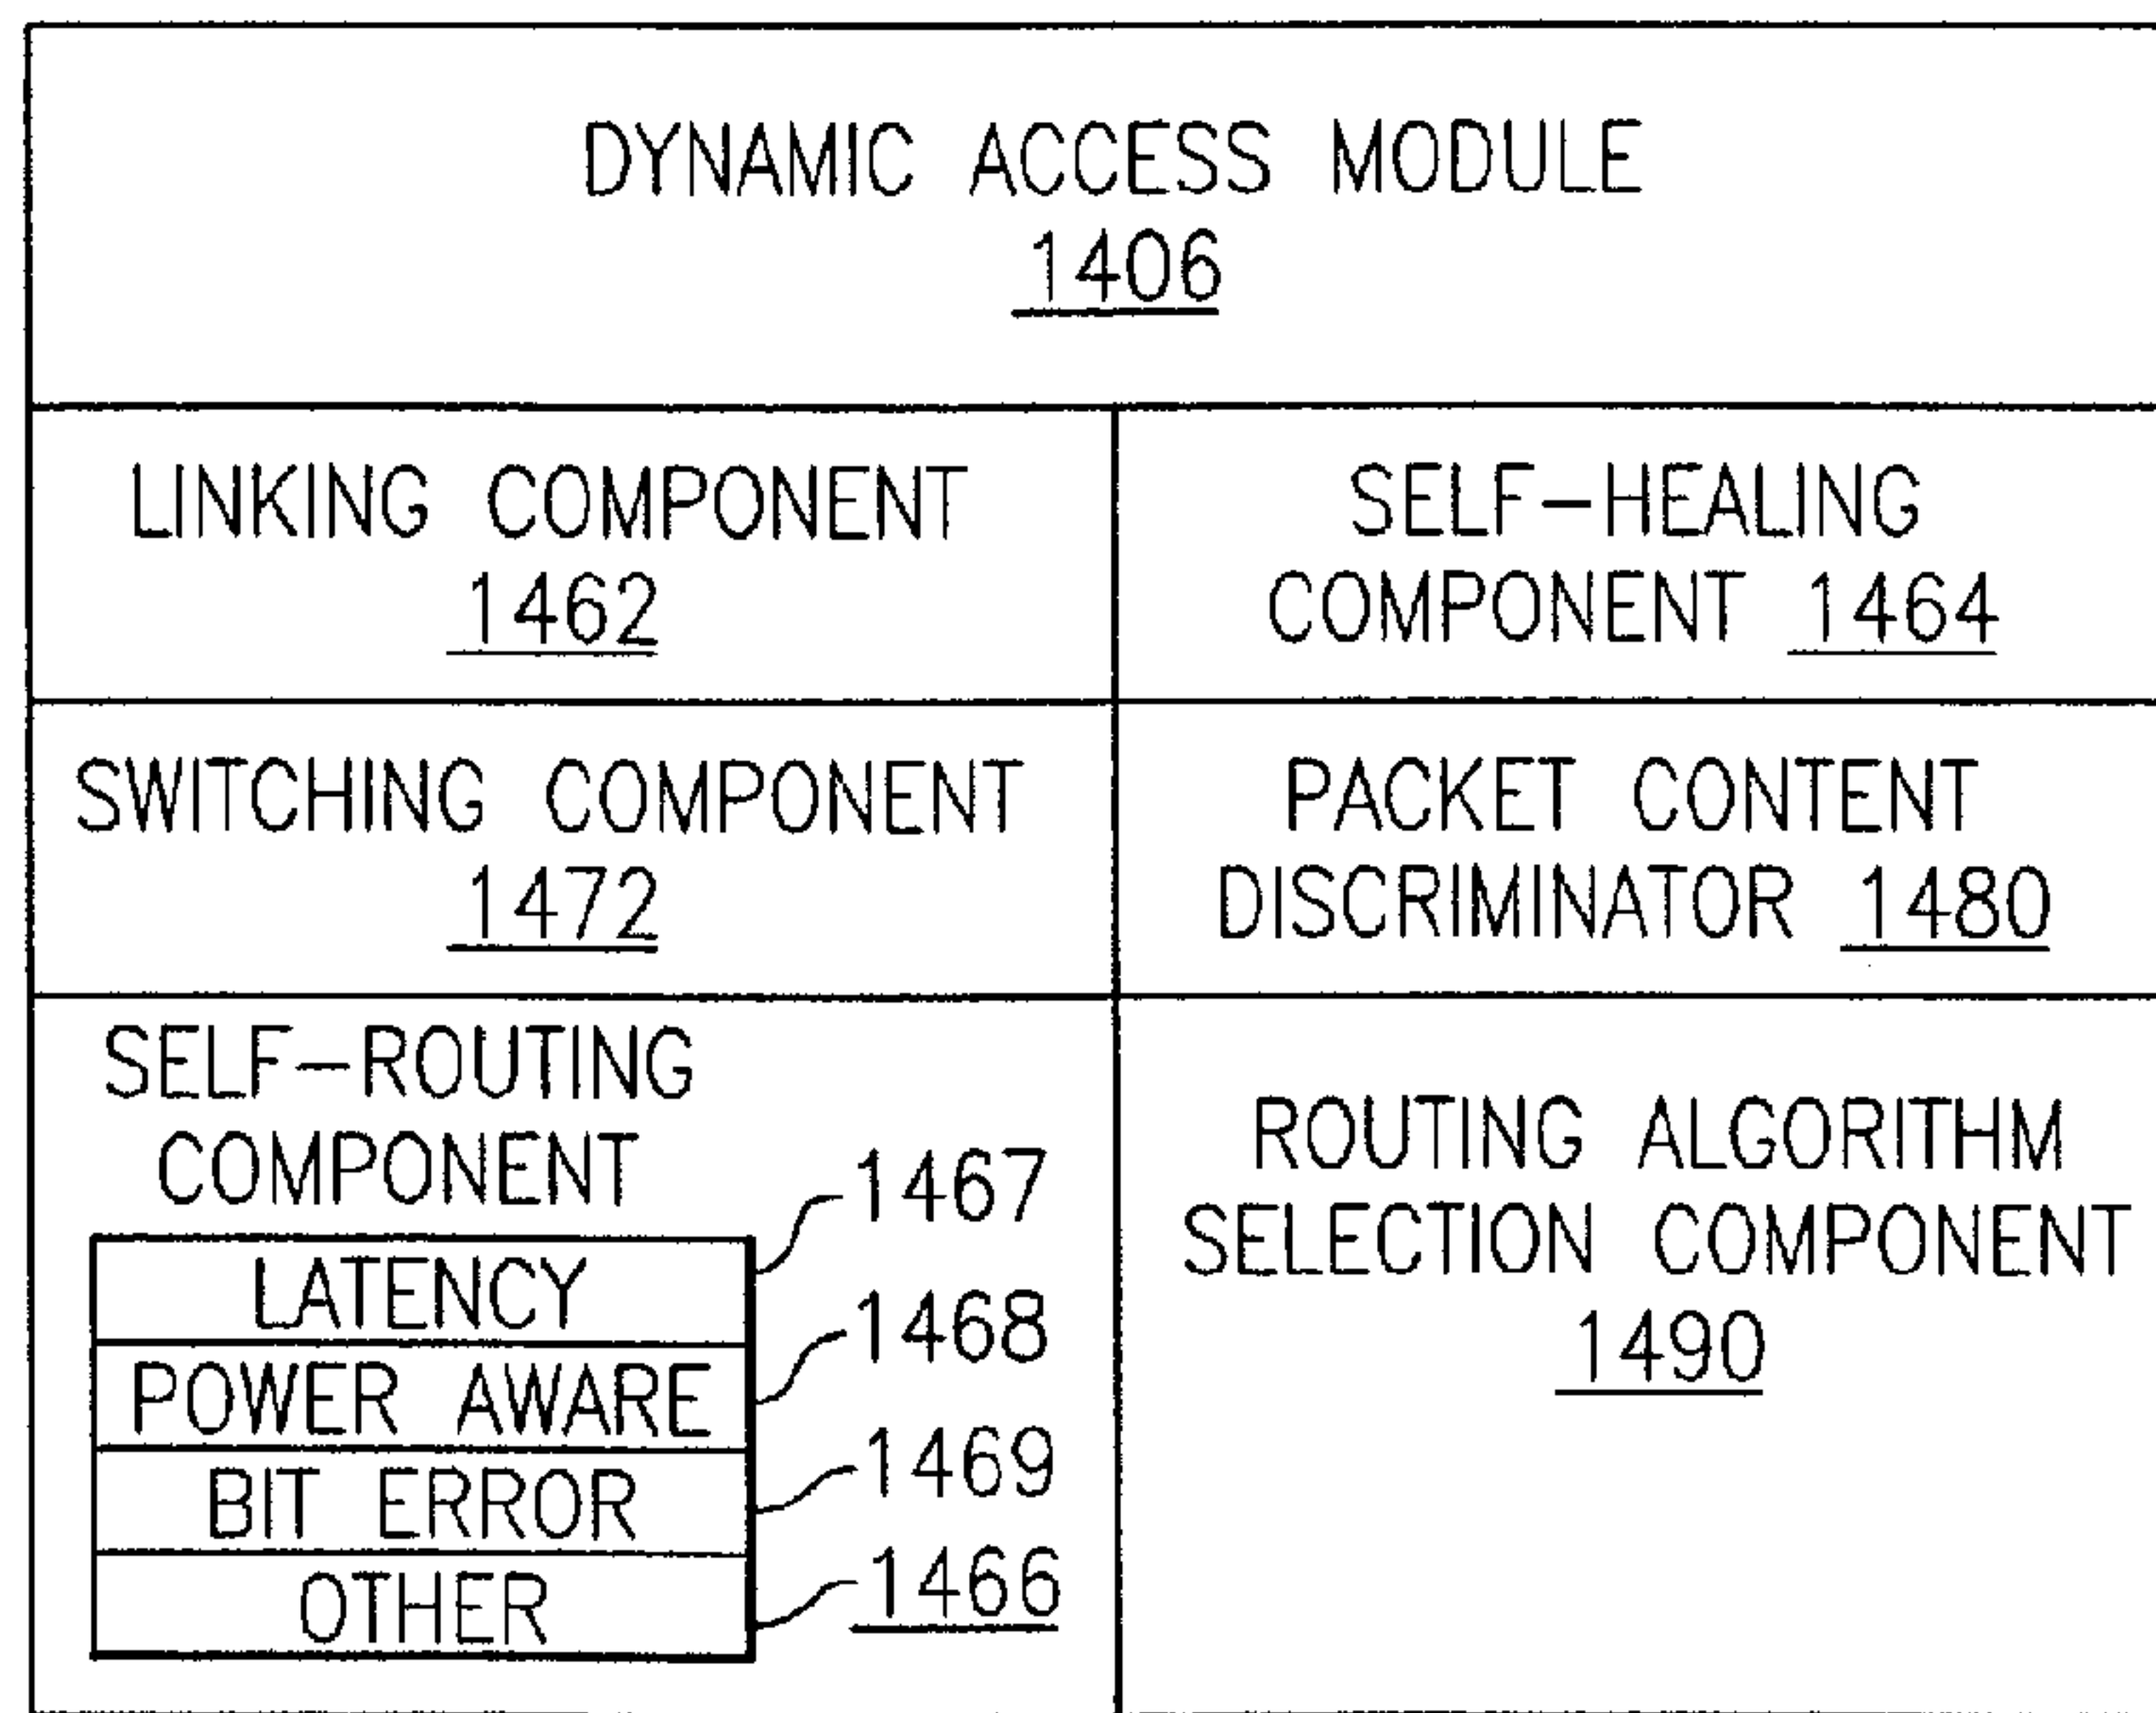 DYNAMIC ACCESS MODULE
1406
LINKING COMPONENT
1462
SELF-HEALING
COMPONENT 1464
SWITCHING COMPONENT
1472
PACKET CONTENT
DISCRIMINATOR 1480
SELF-ROUTING
COMPONENT
LATENCY
1467
POWER AWARE
1468
BIT ERROR
1469
OTHER
1466
ROUTING ALGORITHM
SELECTION COMPONENT
1490